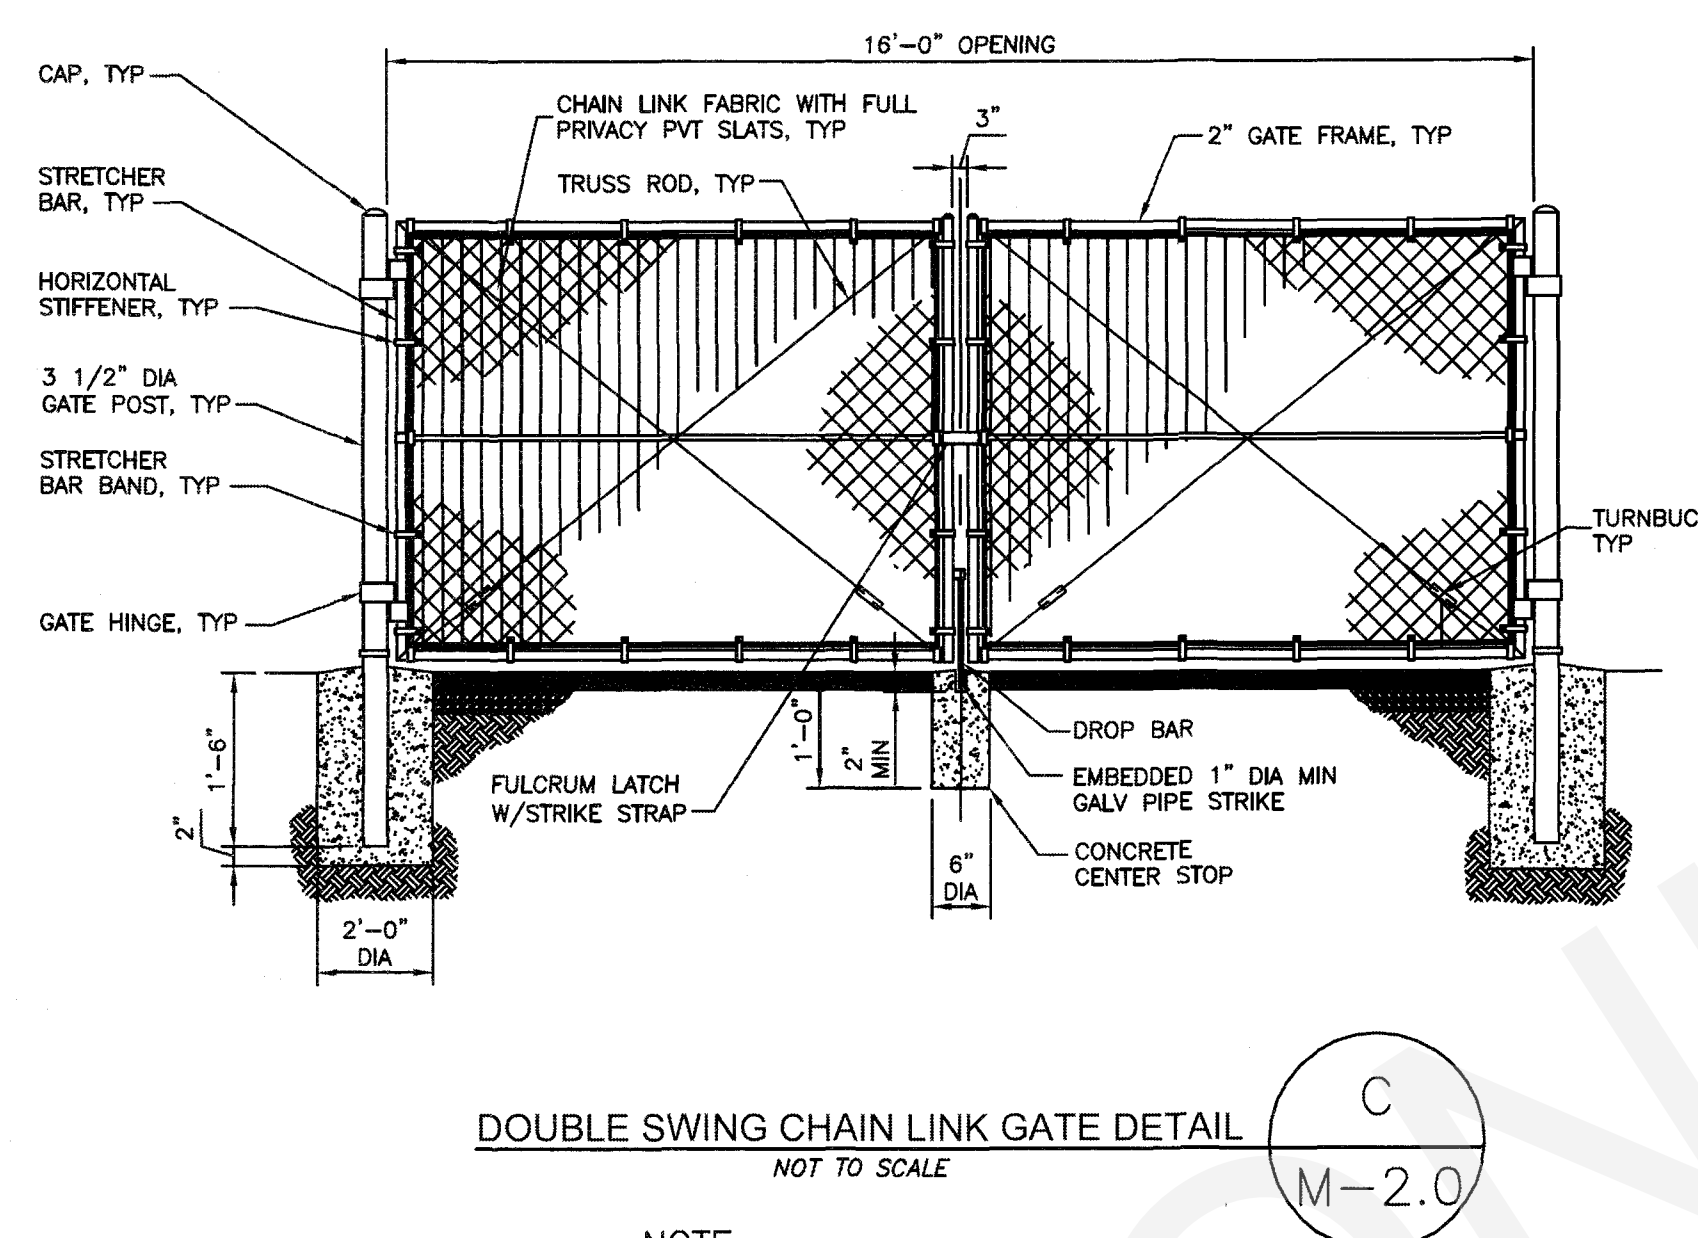 16'-0" OPENING
CAP, TYP
CHAIN LINK FABRIC WITH FULL
PRIVACY PVT SLATS, TYP
3"
2" GATE FRAME, TYP
STRETCHER
BAR, TYP
TRUSS ROD, TYP
HORIZONTAL
STIFFENER, TYP
3 1/2" DIA
GATE POST, TYP
STRETCHER
BAR BAND, TYP
TURNBUC
TYP
GATE HINGE, TYP
1'-6"
2"
1'-0"
2"
MIN
DROP BAR
FULCRUM LATCH
W/STRIKE STRAP
EMBEDDED 1" DIA MIN
GALV PIPE STRIKE
CONCRETE
CENTER STOP
6"
DIA
2'-0"
DIA
DOUBLE SWING CHAIN LINK GATE DETAIL
NOT TO SCALE
C
M-2.0
NOTE